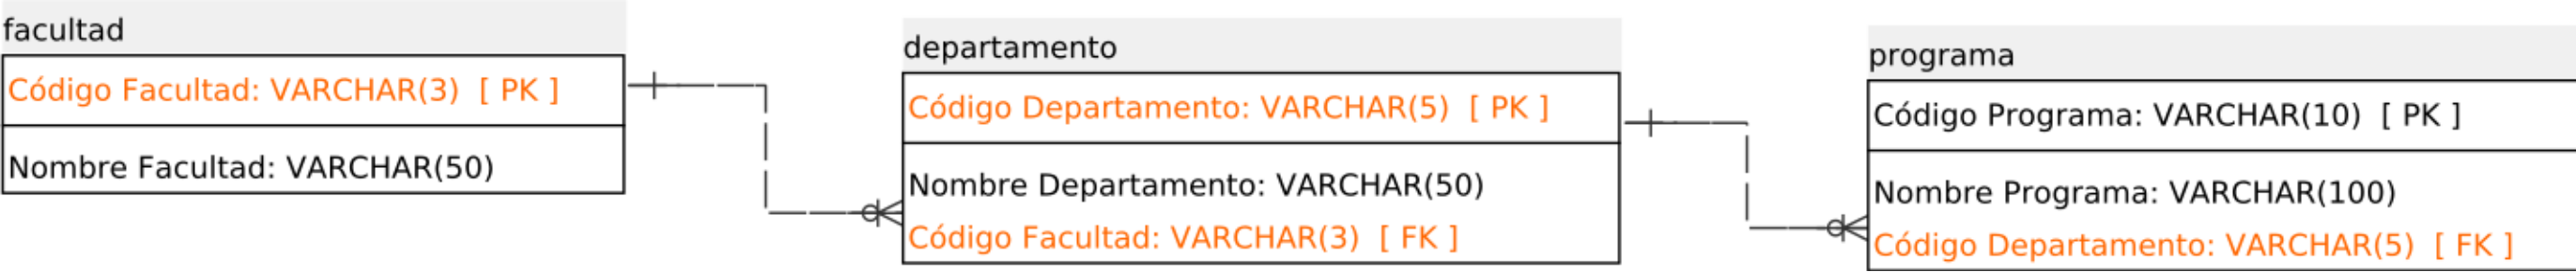 facultad
Código Facultad: VARCHAR(3) [ PK ]
Nombre Facultad: VARCHAR(50)
departamento
Código Departamento: VARCHAR(5) [ PK ]
Nombre Departamento: VARCHAR(50)
Código Facultad: VARCHAR(3) [ FK ]
programa
Código Programa: VARCHAR(10) [ PK ]
Nombre Programa: VARCHAR(100)
Código Departamento: VARCHAR(5) [ FK ]